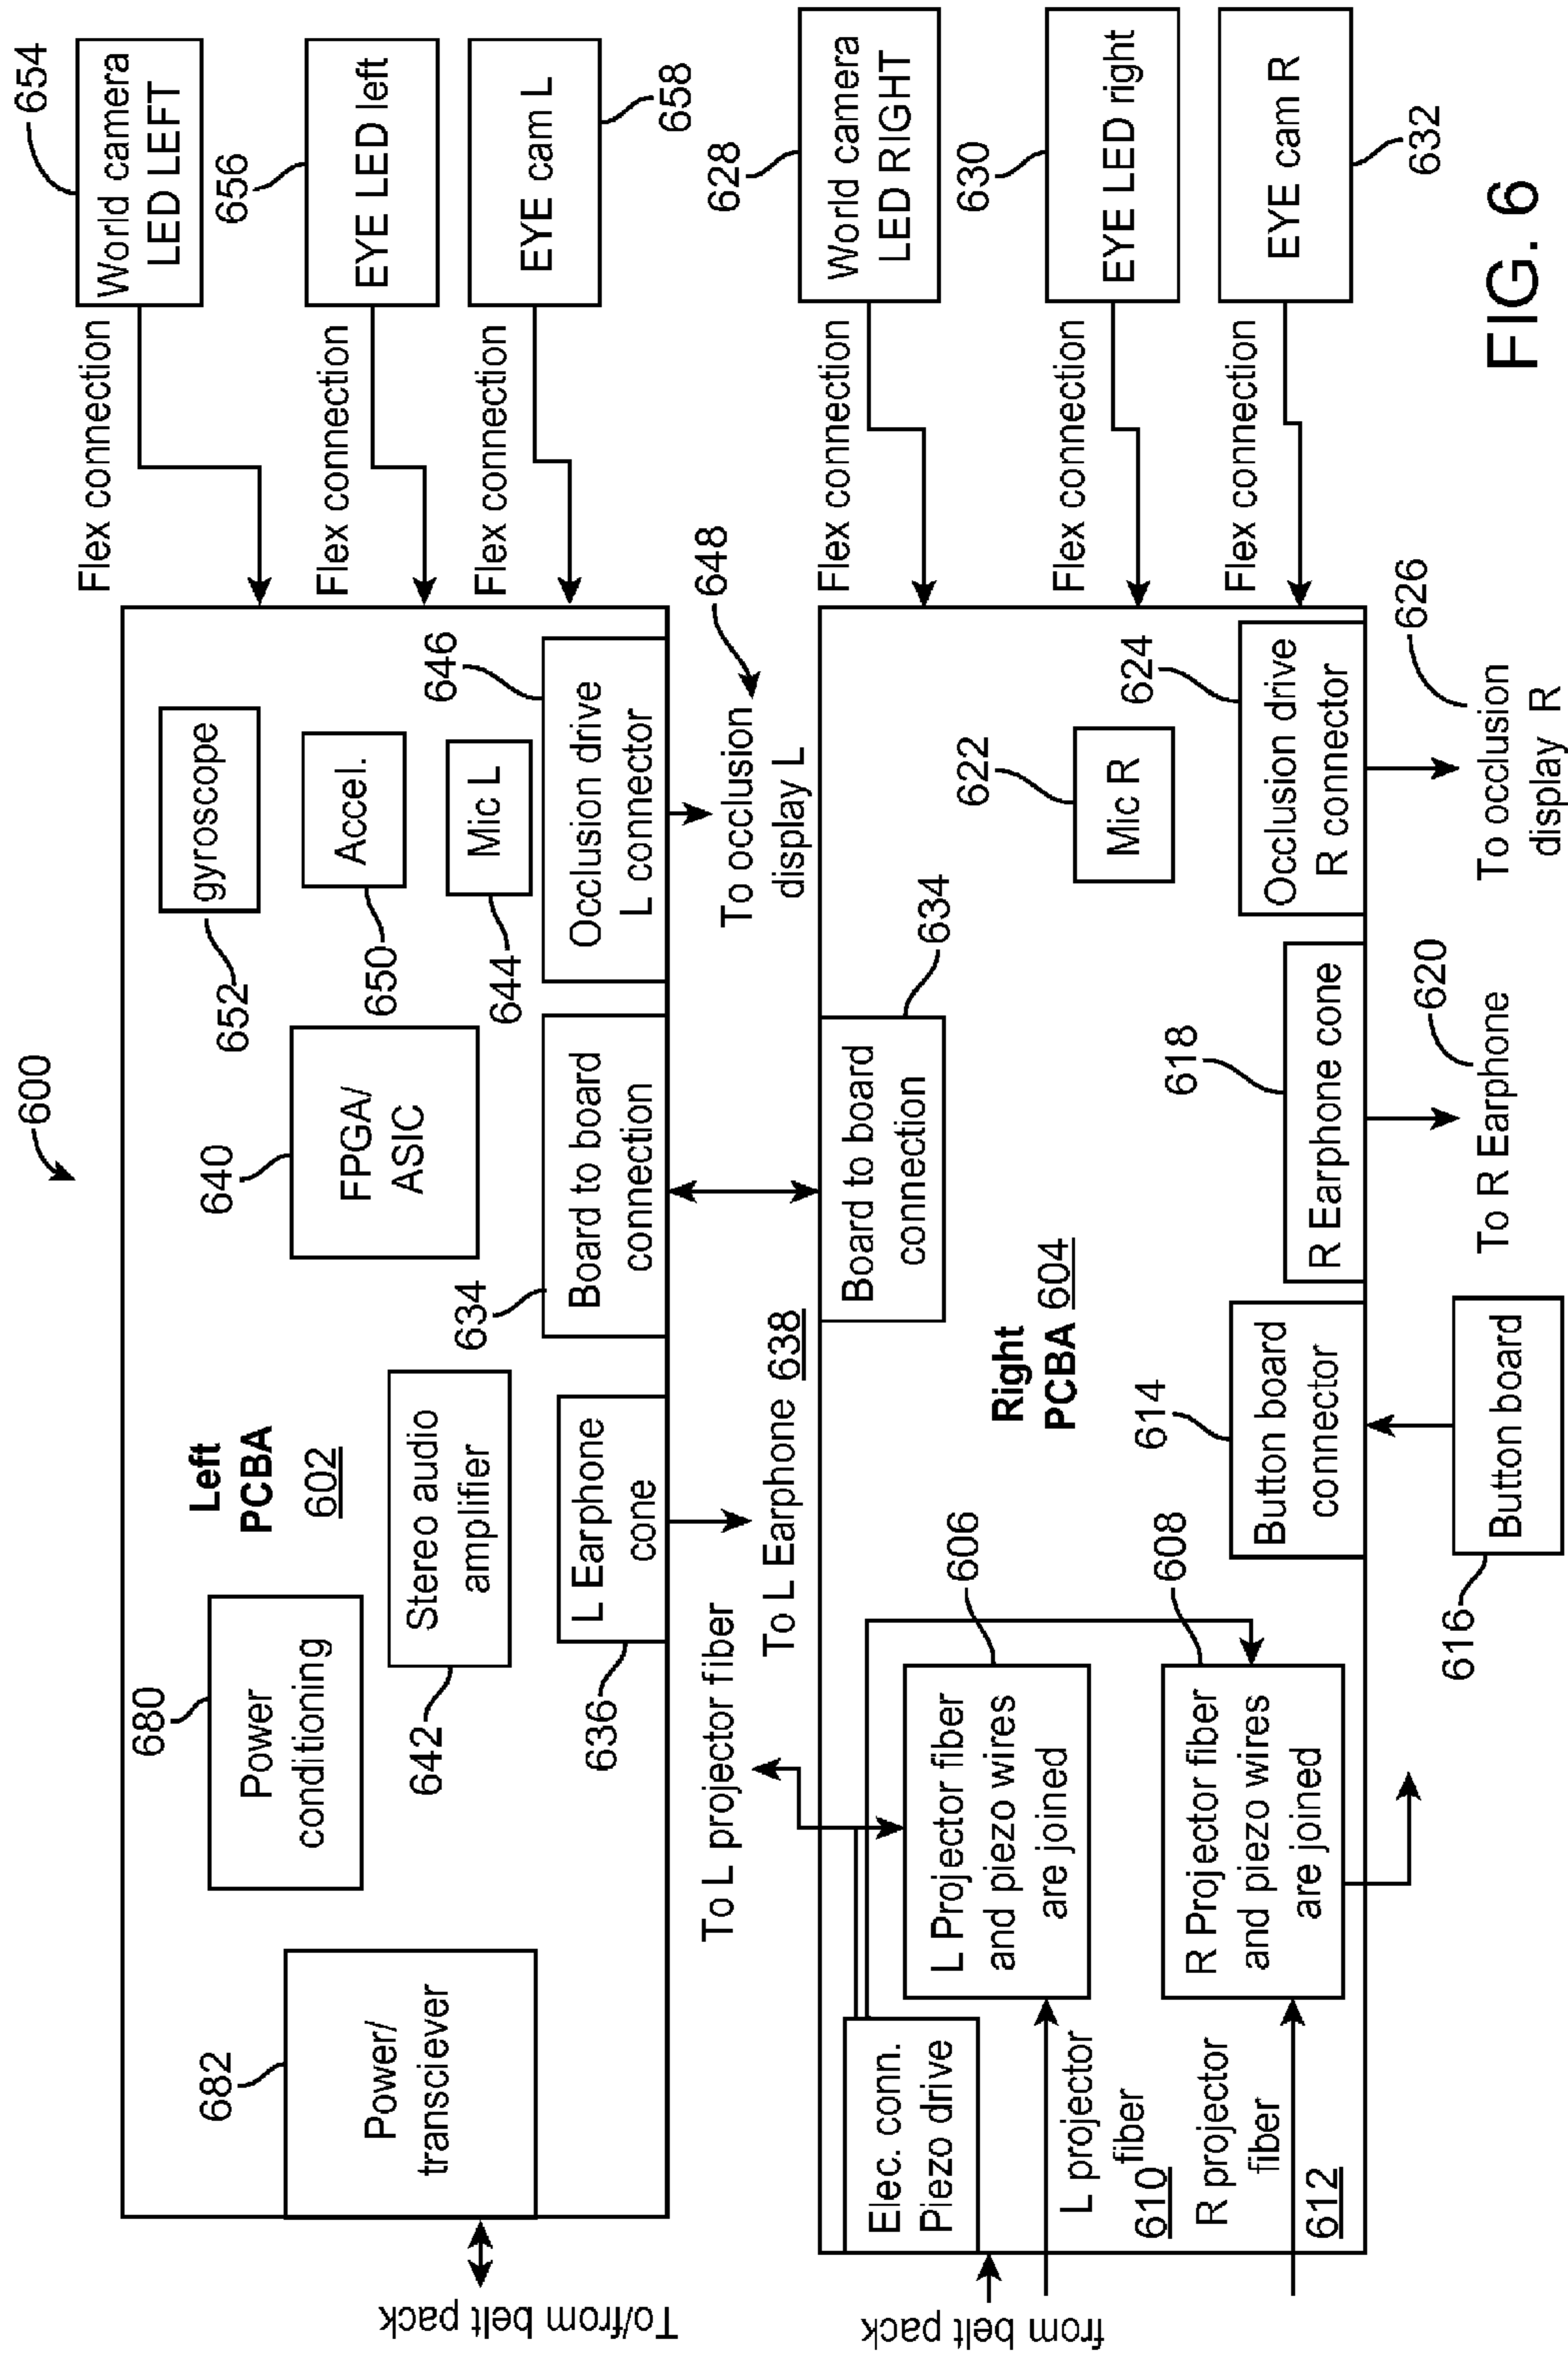 600
Left
PCBA
602
682
Power/
transciever
To/from belt pack
680
Power
conditioning
642
Stereo audio
amplifier
636
L Earphone
cone
To L Earphone 638
640
FPGA/
ASIC
634
Board to board
connection
652
gyroscope
650
Accel.
644
Mic L
646
Occlusion drive
L connector
To occlusion
display L
648
Flex connection
World camera
LED LEFT
654
Flex connection
EYE LED left
656
Flex connection
EYE cam L
658
To L projector fiber
Right
PCBA 604
from belt pack
Elec. conn.
Piezo drive
L projector
fiber
610
R projector
fiber
612
L Projector fiber
and piezo wires
are joined
606
R Projector fiber
and piezo wires
are joined
608
Board to board
connection
634
614
Button board
connector
616
Button board
618
R Earphone cone
To R Earphone
620
622
Mic R
624
Occlusion drive
R connector
To occlusion
display R
626
Flex connection
World camera
LED RIGHT
628
Flex connection
EYE LED right
630
Flex connection
EYE cam R
632
FIG. 6